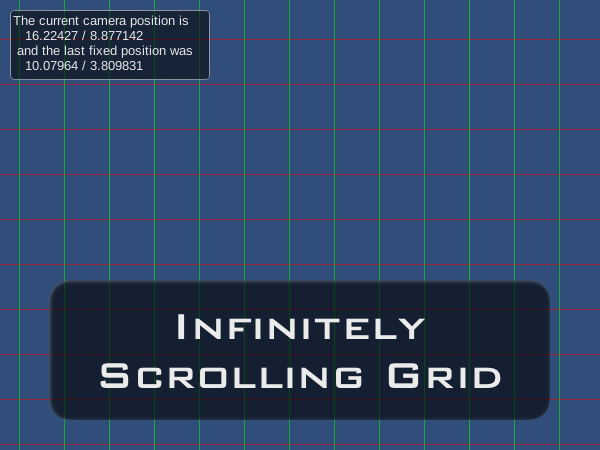 The current camera position is
16.22427 / 8.877142
and the last fixed position was
10.07964 / 3.809831
Infinitely
Scrolling Grid